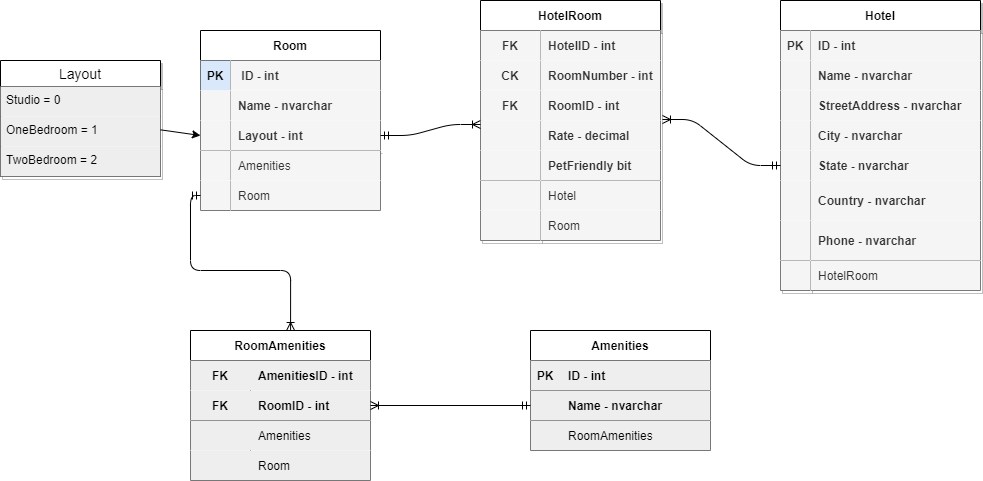 Layout
Studio = 0
OneBedroom = 1
TwoBedroom = 2
Room
PK ID - int
Name - nvarchar
Layout - int
Amenities
Room
HotelRoom
FK HotelID - int
CK RoomNumber - int
FK RoomID - int
Rate - decimal
PetFriendly bit
Hotel
Room
Hotel
PK ID - int
Name - nvarchar
StreetAddress - nvarchar
City - nvarchar
State - nvarchar
Country - nvarchar
Phone - nvarchar
HotelRoom
RoomAmenities
FK AmenitiesID - int
FK RoomID - int
Amenities
Room
Amenities
PK ID - int
Name - nvarchar
RoomAmenities